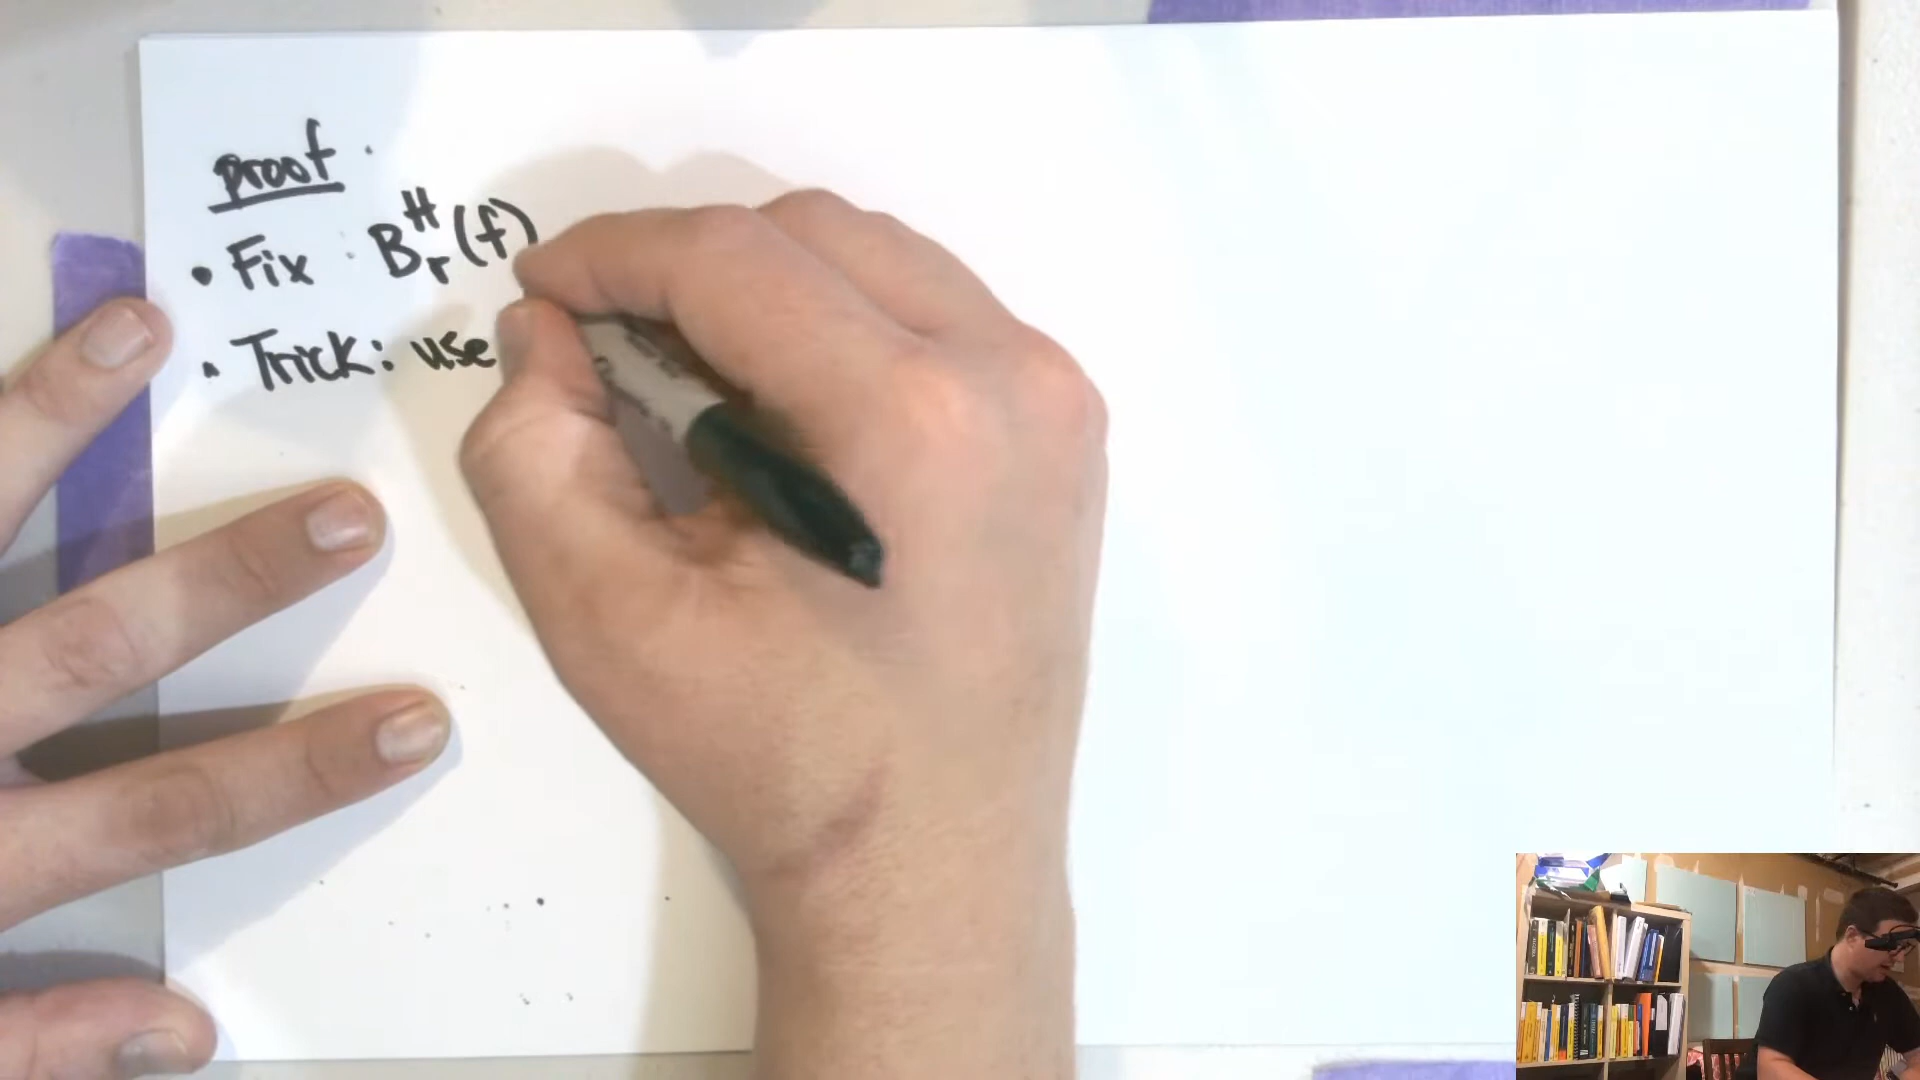 proof.
• Fix B_r^H(f)
• Trick: use